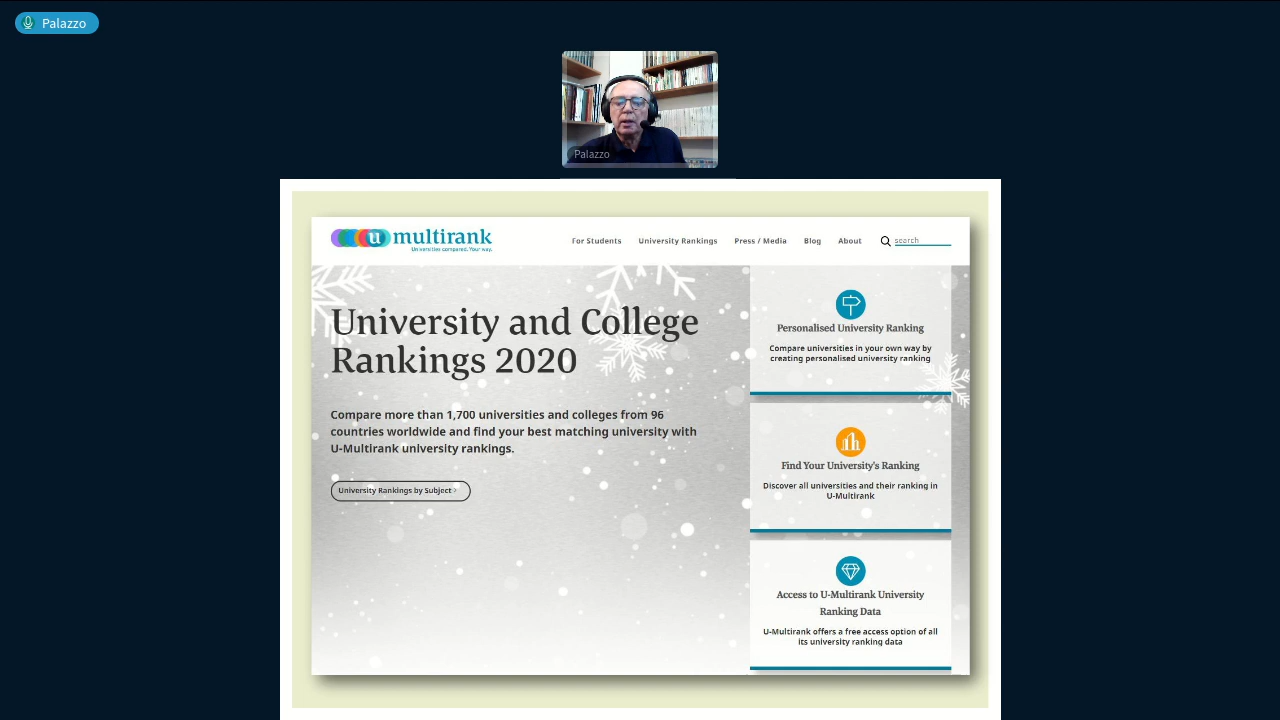 Palazzo
Palazzo
u multirank
Universities compared. Your way.
For Students
University Rankings
Press / Media
Blog
About
search
University and College
Rankings 2020
Compare more than 1,700 universities and colleges from 96
countries worldwide and find your best matching university with
U-Multirank university rankings.
University Rankings by Subject >
Personalised University Ranking
Compare universities in your own way by
creating personalised university ranking
Find Your University's Ranking
Discover all universities and their ranking in
U-Multirank
Access to U-Multirank University
Ranking Data
U-Multirank offers a free access option of all
its university ranking data